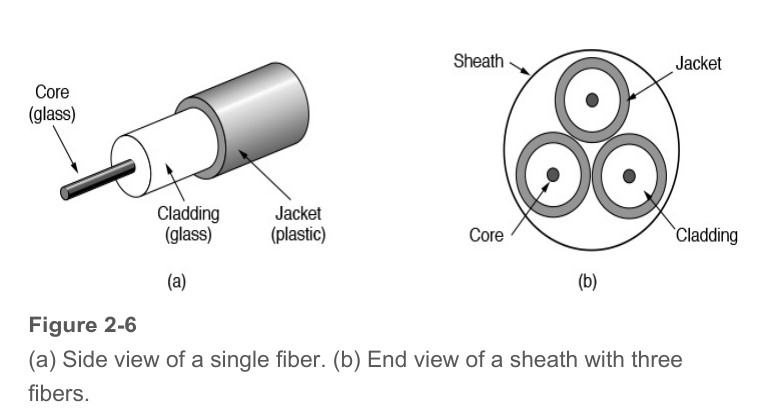 Core
(glass)
Cladding
(glass)
Jacket
(plastic)
(a)
Sheath
Jacket
Core
Cladding
(b)
Figure 2-6
(a) Side view of a single fiber. (b) End view of a sheath with three
fibers.